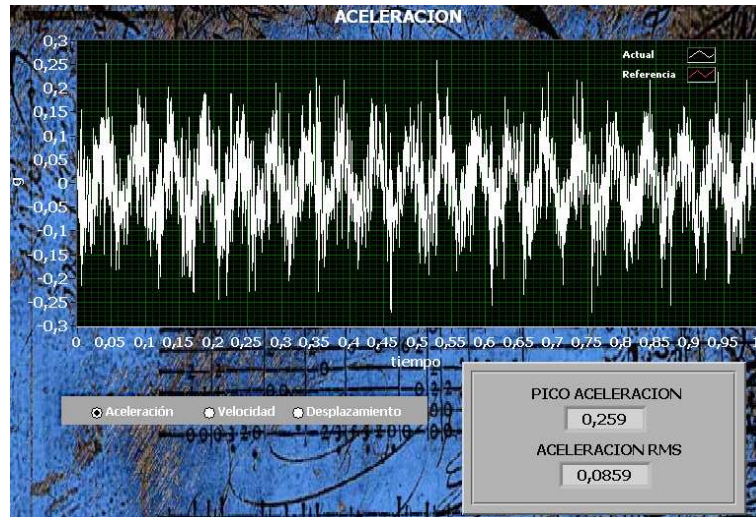 ACELERACION
0,3
0,25
0,2
0,15
0,1
0,05
0
-0,05
-0,1
-0,15
-0,2
-0,25
-0,3
g
Actual
Referencia
0 0,05 0,1 0,15 0,2 0,25 0,3 0,35 0,4 0,45 0,5 0,55 0,6 0,65 0,7 0,75 0,8 0,85 0,9 0,95
tiempo
Aceleración Velocidad Desplazamiento
PICO ACELERACION
0,259
ACELERACION RMS
0,0859